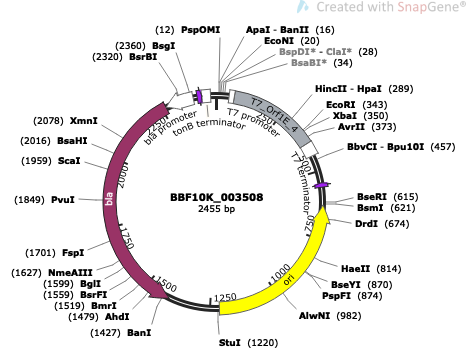 Created with SnapGene®
(12) PspOMI
(2360) BsgI
(2320) BsrBI
ApaI - BanII (16)
EcoNI (20)
BspDI* - ClaI* (28)
BsaBI* (34)
HincII - HpaI (289)
EcoRI (343)
XbaI (350)
AvrII (373)
BbvCI - Bpu10I (457)
BseRI (615)
BsmI (621)
DrdI (674)
HaeII (814)
BseYI (870)
PspFI (874)
AlwNI (982)
StuI (1220)
(2078) XmnI
(2016) BsaHI
(1959) ScaI
(1849) PvuI
(1701) FspI
(1627) NmeAIII
(1599) BglI
(1559) BsrFI
(1519) BmrI
(1479) AhdI
(1427) BanI
T7_Orf1E_4
T7 promoter
tonB terminator
bla promoter
T7 terminator
bla
ori
250
500
750
1000
1250
1500
1750
2000
2250
BBF10K_003508
2455 bp